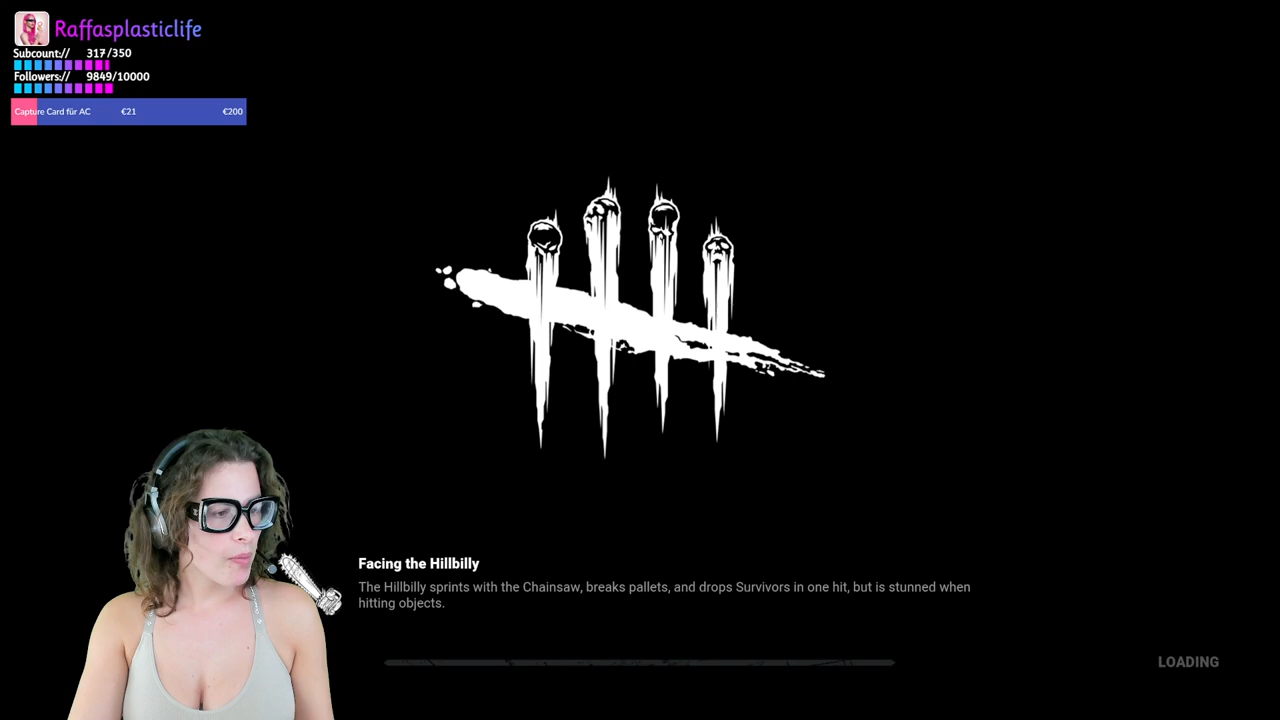 Raffasplasticlife
Subcount// 317/350
Followers// 9849/10000
Capture Card für AC €21 €200
Facing the Hillbilly
The Hillbilly sprints with the Chainsaw, breaks pallets, and drops Survivors in one hit, but is stunned when
hitting objects.
LOADING